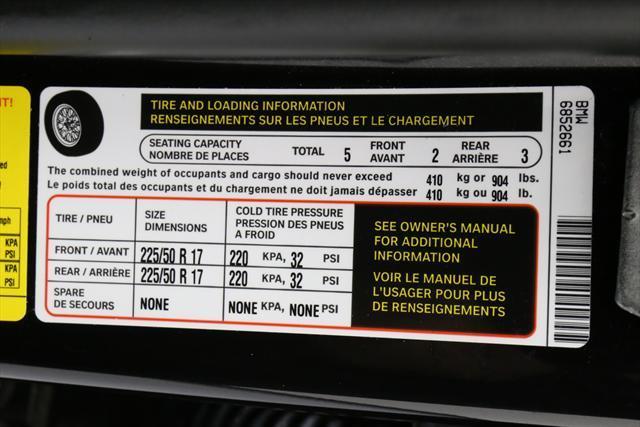 T!
TIRE AND LOADING INFORMATION
RENSEIGNEMENTS SUR LES PNEUS ET LE CHARGEMENT
SEATING CAPACITY
NOMBRE DE PLACES
TOTAL 5
FRONT
AVANT 2
REAR
ARRIÈRE 3
The combined weight of occupants and cargo should never exceed 410 kg or 904 lbs.
Le poids total des occupants et du chargement ne doit jamais dépasser 410 kg ou 904 lb.
TIRE / PNEU
SIZE
DIMENSIONS
COLD TIRE PRESSURE
PRESSION DES PNEUS
A FROID
FRONT / AVANT 225/50 R 17 220 KPA, 32 PSI
REAR / ARRIÈRE 225/50 R 17 220 KPA, 32 PSI
SPARE
DE SECOURS
NONE NONE KPA, NONE PSI
SEE OWNER'S MANUAL
FOR ADDITIONAL
INFORMATION
VOIR LE MANUEL DE
L'USAGER POUR PLUS
DE RENSEIGNEMENTS
BMW
6852661
mph
KPA
PSI
KPA
PSI